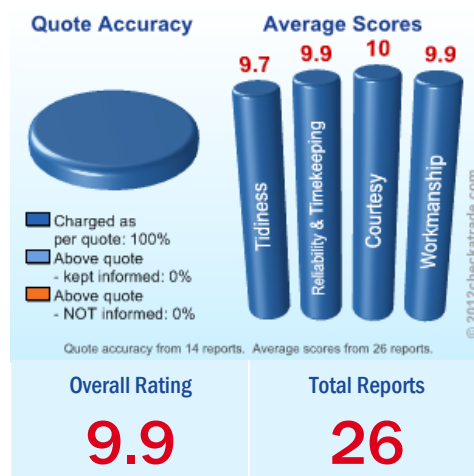 Quote Accuracy
Charged as
per quote: 100%
Above quote
- kept informed: 0%
Above quote
- NOT informed: 0%
Average Scores
9.7
9.9
10
9.9
Tidiness
Reliability & Timekeeping
Courtesy
Workmanship
© 2012checkatrade.com
Quote accuracy from 14 reports. Average scores from 26 reports.
Overall Rating
9.9
Total Reports
26